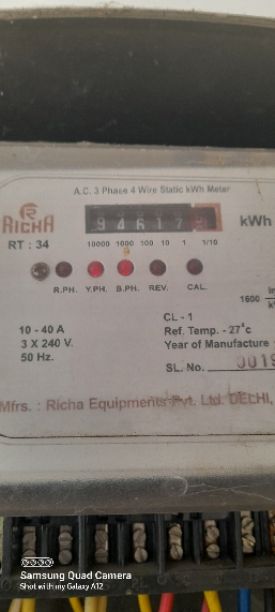 A.C. 3 Phase 4 Wire Static kWh Meter
R
RICHA
94617
kWh
RT : 34
10000 1000 100 10 1 1/10
R.PH. Y.PH. B.PH. REV. CAL.
1600
10 - 40 A
3 X 240 V.
50 Hz.
CL - 1
Ref. Temp. - 27°c
Year of Manufacture
SL. No. 0019
Mfrs. : Richa Equipments Pvt. Ltd. DELHI,
Samsung Quad Camera
Shot with my Galaxy A12